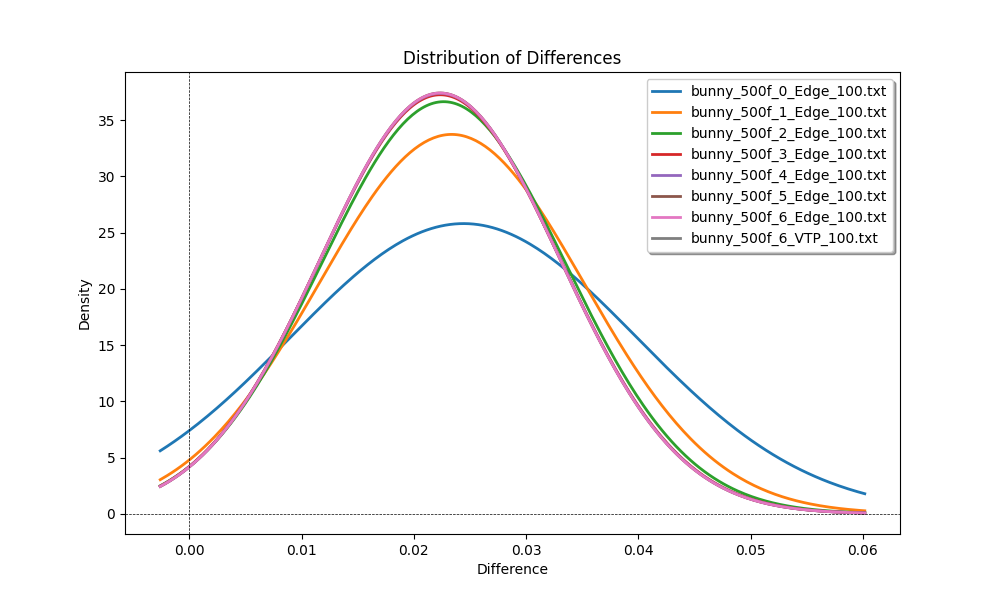 Distribution of Differences
bunny_500f_0_Edge_100.txt
bunny_500f_1_Edge_100.txt
bunny_500f_2_Edge_100.txt
bunny_500f_3_Edge_100.txt
bunny_500f_4_Edge_100.txt
bunny_500f_5_Edge_100.txt
bunny_500f_6_Edge_100.txt
bunny_500f_6_VTP_100.txt
Density
35
30
25
20
15
10
5
0
0.00 0.01 0.02 0.03 0.04 0.05 0.06
Difference